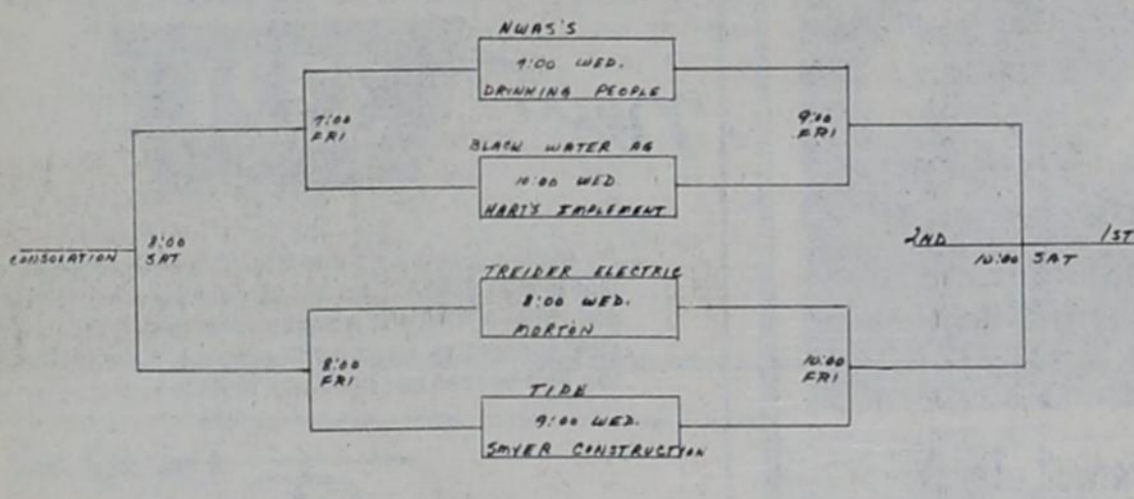 NWAS'S
7:00 WED.
DRINKING PEOPLE
7:00
FRI
9:00
FRI
BLACK WATER AG
10:00 WED
HART'S IMPLEMENT
CONSOLATION
8:00
SAT
2ND
1ST
10:00 SAT
TREIDER ELECTRIC
8:00 WED.
MORTON
8:00
FRI
10:00
FRI
TIDE
9:00 WED.
SMYER CONSTRUCTION